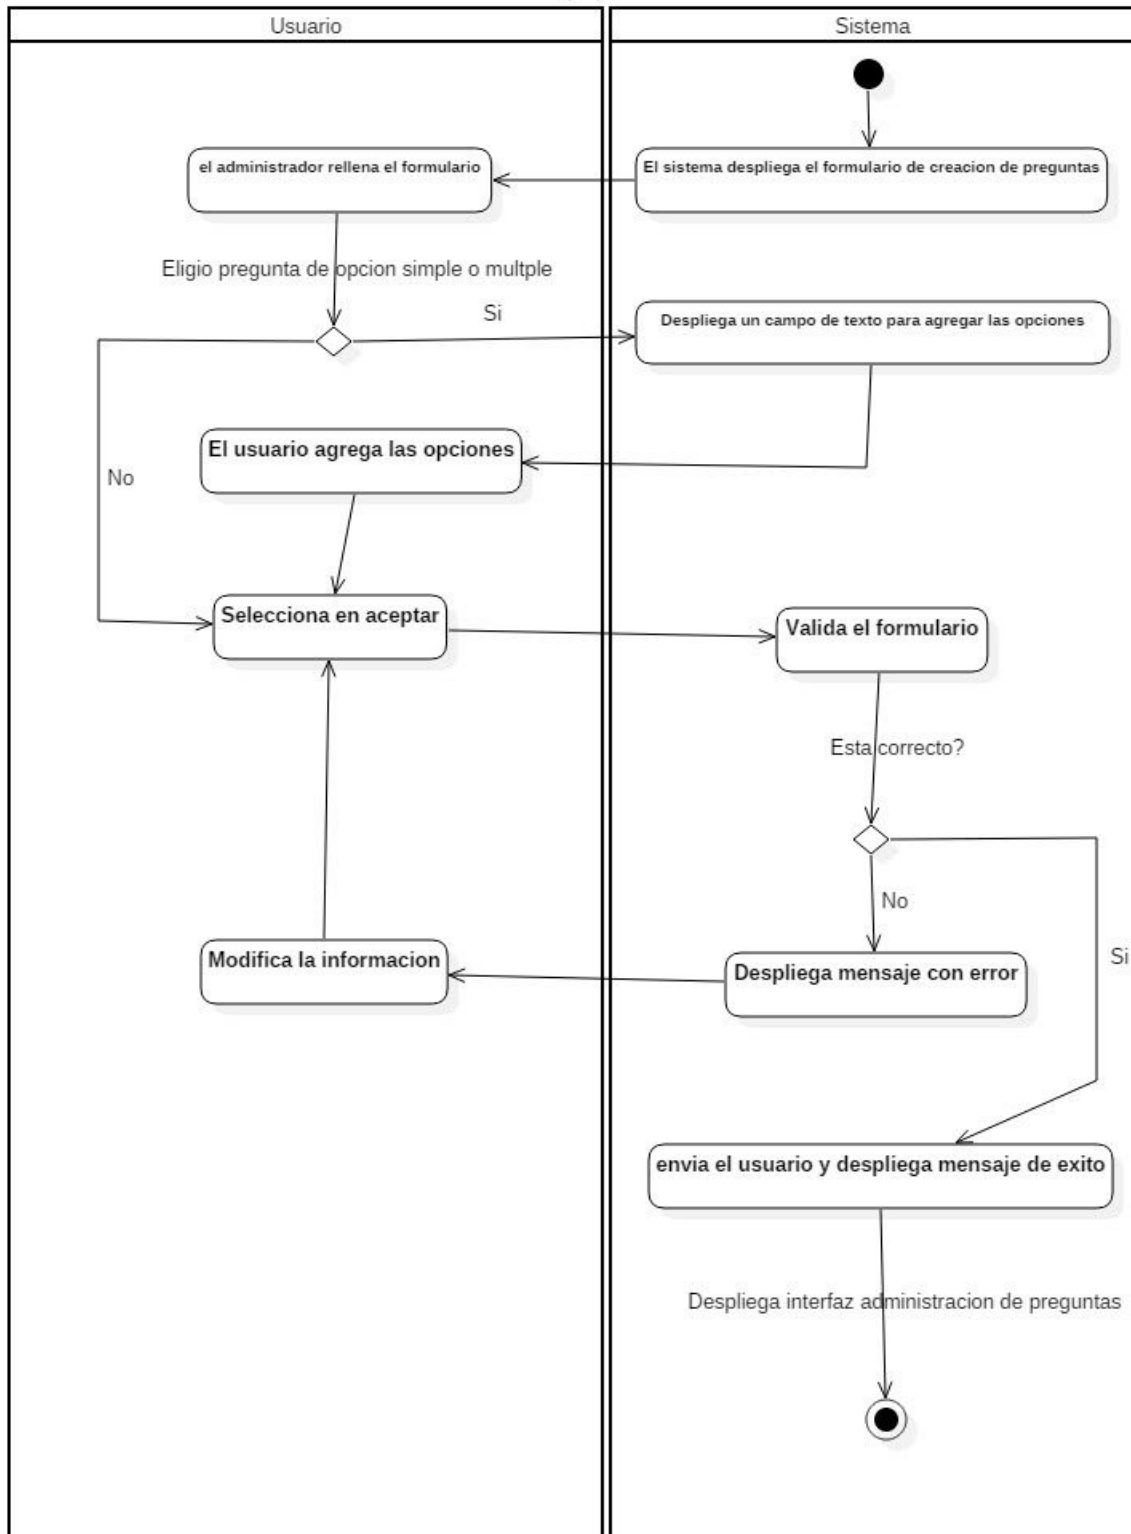 Usuario
Sistema
el administrador rellena el formulario
El sistema despliega el formulario de creacion de preguntas
Eligio pregunta de opcion simple o multple
Si
Despliega un campo de texto para agregar las opciones
El usuario agrega las opciones
No
Selecciona en aceptar
Valida el formulario
Esta correcto?
No
Modifica la informacion
Despliega mensaje con error
Si
envia el usuario y despliega mensaje de exito
Despliega interfaz administracion de preguntas